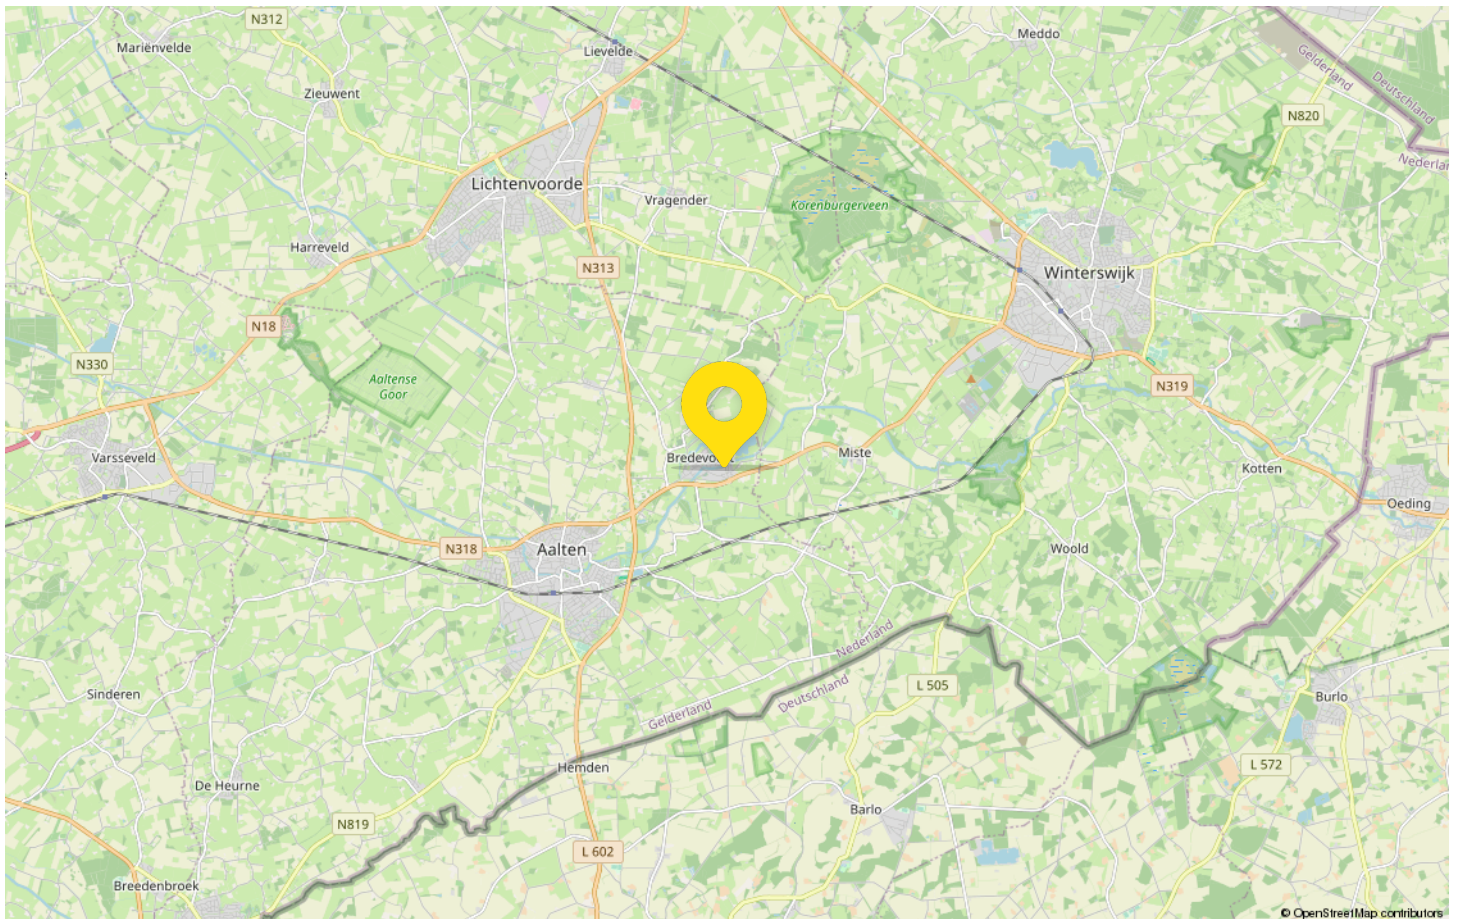 N312
Mariënvelde
Lievelde
Meddo
Gelderland
Deutschland
Zieuwent
N820
Nederlan
Lichtenvoorde
Vragender
Korenburgerveen
Harreveld
N313
Winterswijk
N18
N330
Aaltense
Goor
N319
Varsseveld
Miste
Kotten
Oeding
N318
Aalten
Woold
Nederland
Deutschland
Gelderland
L 505
Sinderen
Burlo
L 572
Hemden
De Heurne
Barlo
N819
L 602
Breedenbroek
© OpenStreetMap contributors